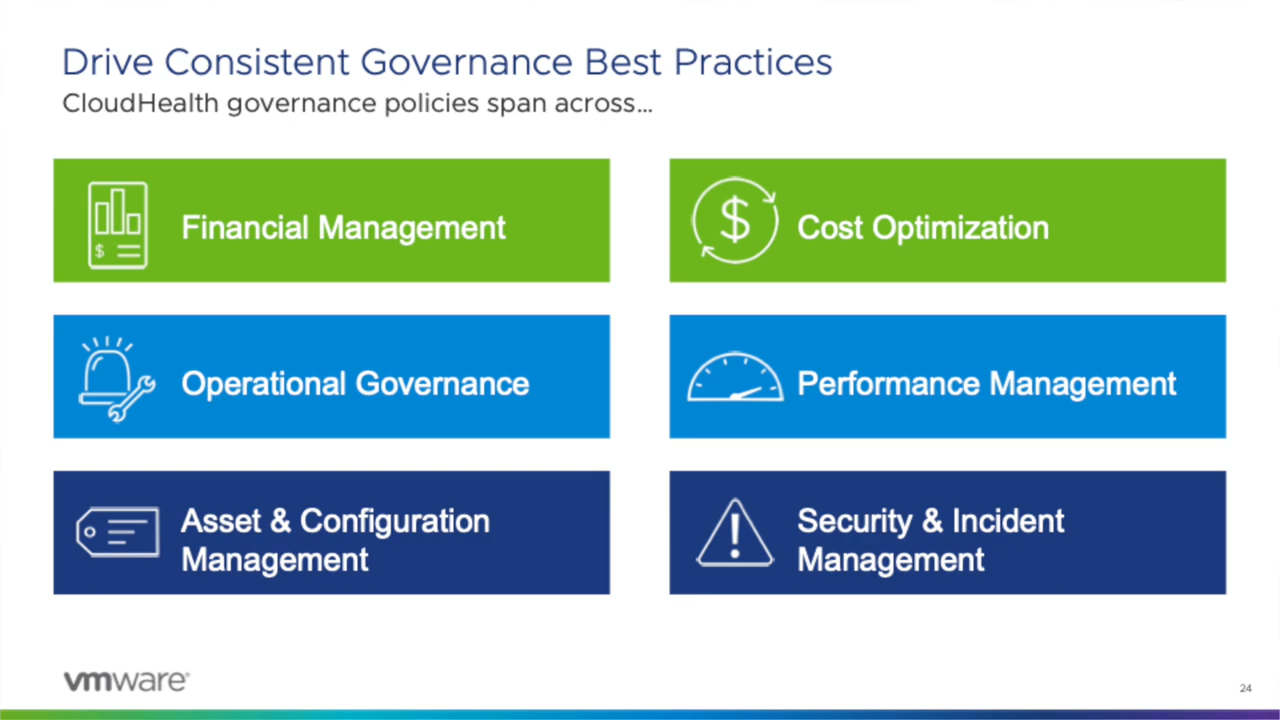 Drive Consistent Governance Best Practices
CloudHealth governance policies span across...
$
Financial Management
$
Cost Optimization
Operational Governance
Performance Management
Asset & Configuration
Management
!
Security & Incident
Management
vmware®
24